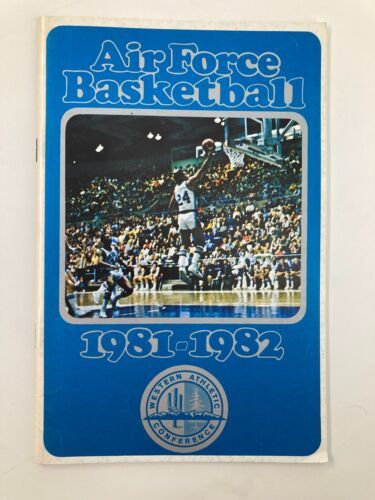 Air Force
Basketball
24
1981-1982
WESTERN ATHLETIC
CONFERENCE